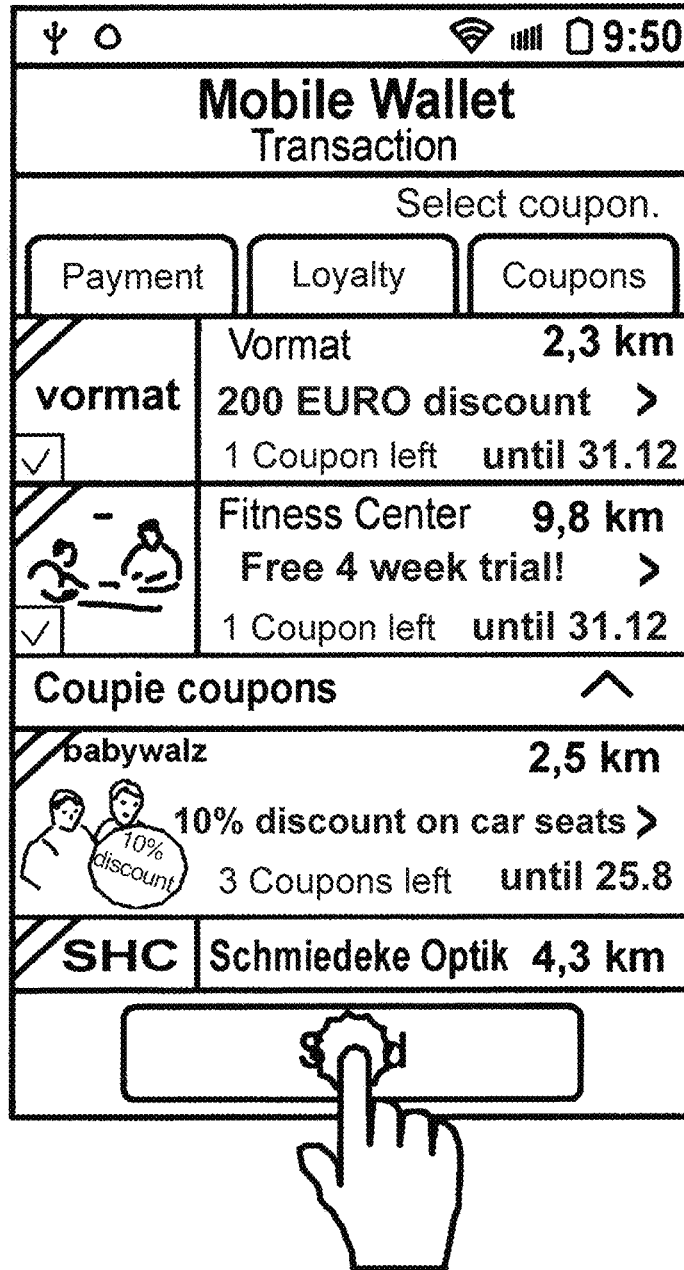 9:50
Mobile Wallet
Transaction
Select coupon.
Payment Loyalty Coupons
vormat
Vormat 2,3 km
200 EURO discount >
1 Coupon left until 31.12
Fitness Center 9,8 km
Free 4 week trial! >
1 Coupon left until 31.12
Coupie coupons
babywalz 2,5 km
10% discount
10% discount on car seats >
3 Coupons left until 25.8
SHC Schmiedeke Optik 4,3 km